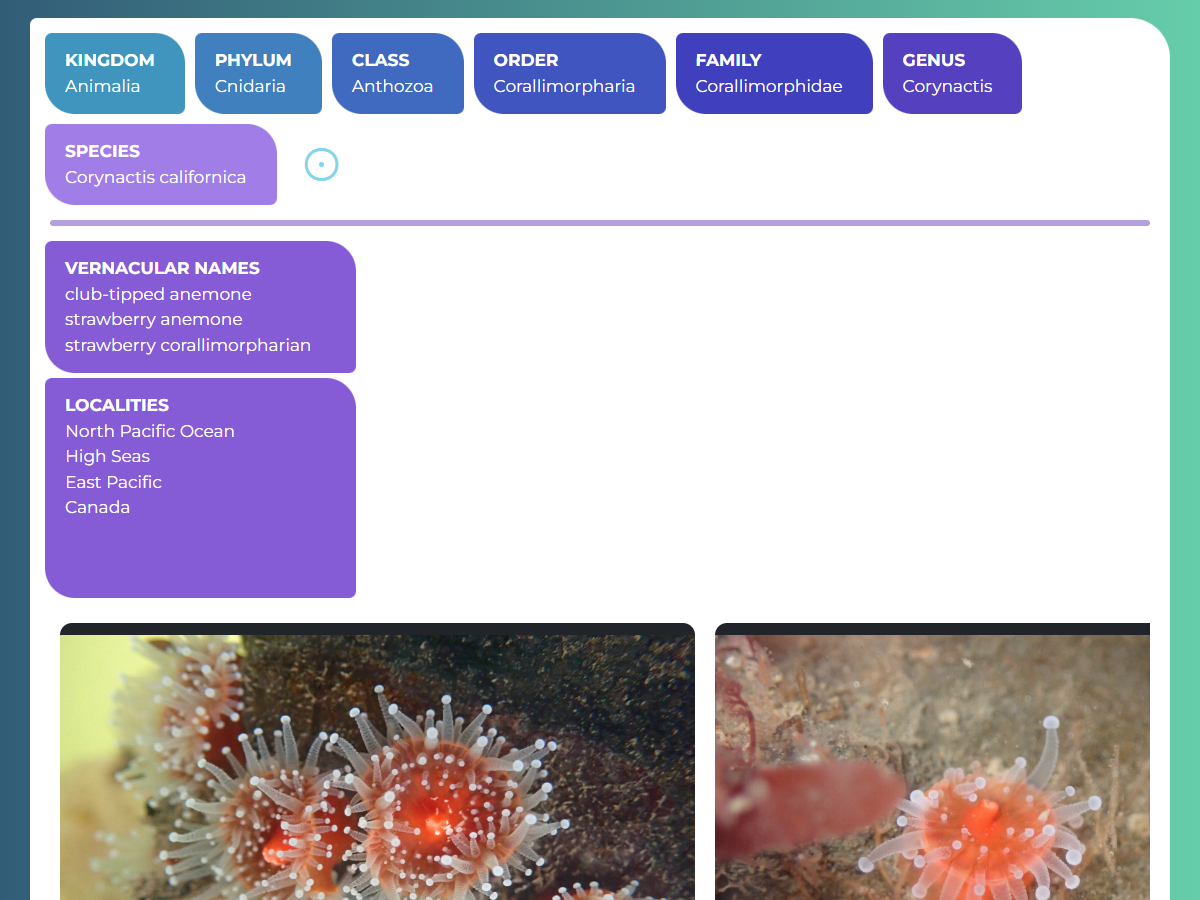 KINGDOM
Animalia
PHYLUM
Cnidaria
CLASS
Anthozoa
ORDER
Corallimorpharia
FAMILY
Corallimorphidae
GENUS
Corynactis
SPECIES
Corynactis californica
VERNACULAR NAMES
club-tipped anemone
strawberry anemone
strawberry corallimorpharian
LOCALITIES
North Pacific Ocean
High Seas
East Pacific
Canada